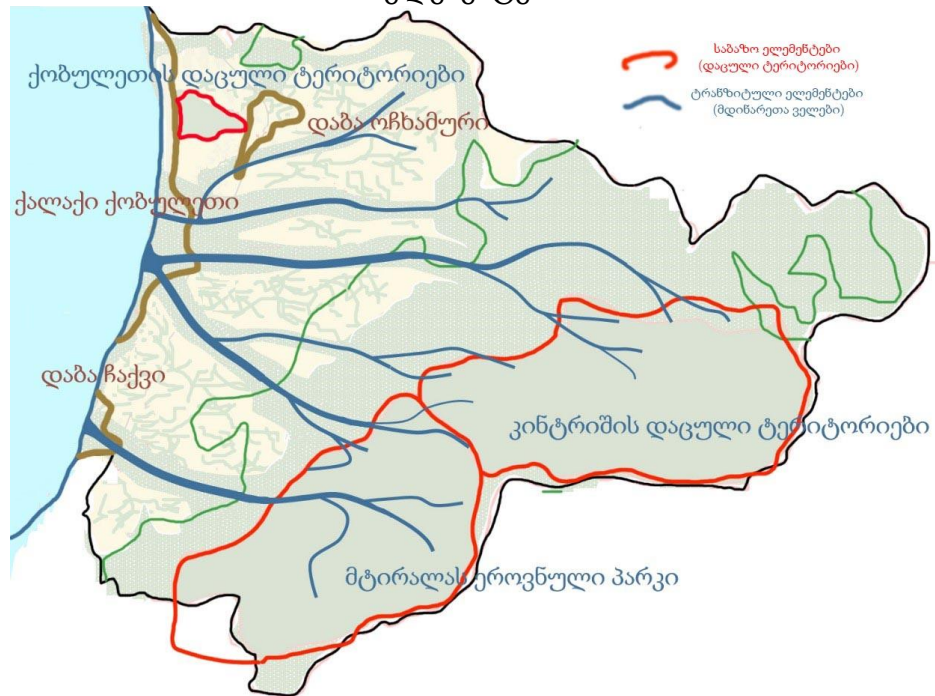 საბაზო ელემენტები
(დაცული ტერიტორიები)
ტრანზიტული ელემენტები
(მდინარეთა ველები)
ქობულეთის დაცული ტერიტორიები
დაბა ოჩხამური
ქალაქი ქობულეთი
დაბა ჩაქვი
კინტრიშის დაცული ტერიტორიები
მტირალას ეროვნული პარკი